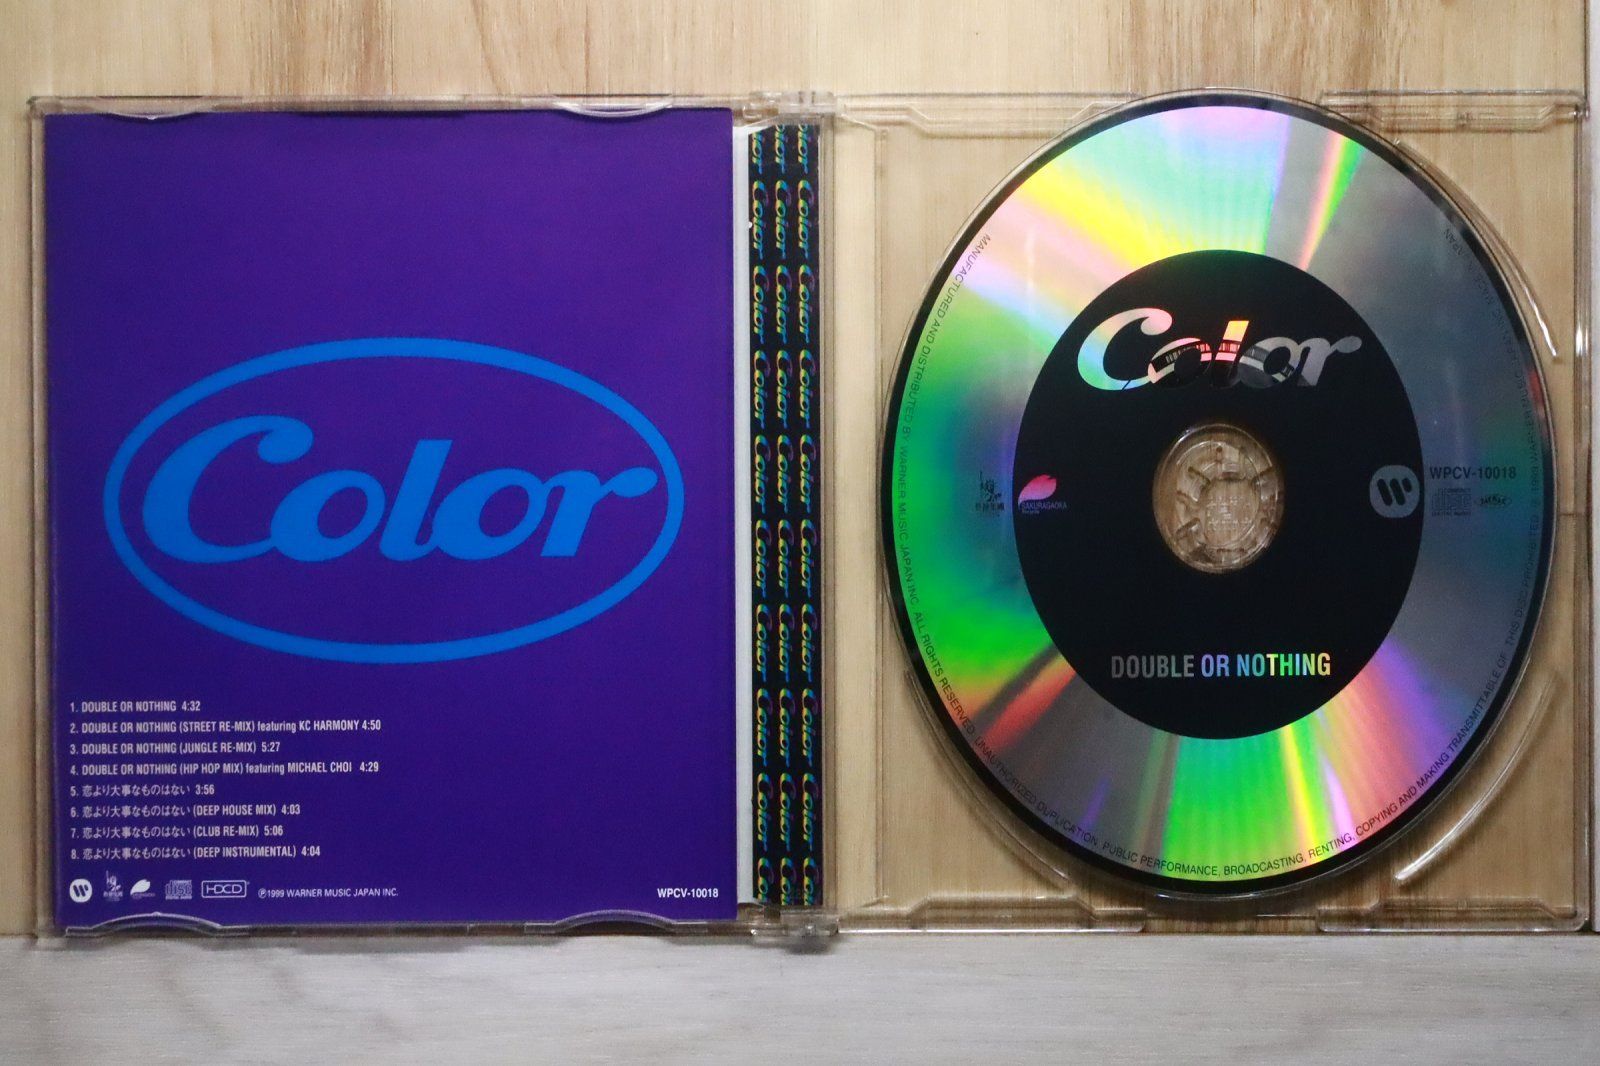 Color
1. DOUBLE OR NOTHING 4:32
2. DOUBLE OR NOTHING (STREET RE-MIX) featuring KC HARMONY 4:50
3. DOUBLE OR NOTHING (JUNGLE RE-MIX) 5:27
4. DOUBLE OR NOTHING (HIP HOP MIX) featuring MICHAEL CHOI 4:29
5. 恋より大事なものはない 3:56
6. 恋より大事なものはない (DEEP HOUSE MIX) 4:03
7. 恋より大事なものはない (CLUB RE-MIX) 5:06
8. 恋より大事なものはない (DEEP INSTRUMENTAL) 4:04
HDCD
℗1999 WARNER MUSIC JAPAN INC.
WPCV-10018
Color
SAKURAGAOKA
WPCV-10018
DOUBLE OR NOTHING
MANUFACTURED AND DISTRIBUTED BY WARNER MUSIC JAPAN INC. ALL RIGHTS RESERVED. UNAUTHORIZED DUPLICATION, PUBLIC PERFORMANCE, BROADCASTING, RENTING, COPYING AND MAKING TRANSMITTABLE OF THIS DISC PROHIBITED. ℗ 1999 WARNER MUSIC JAPAN INC.